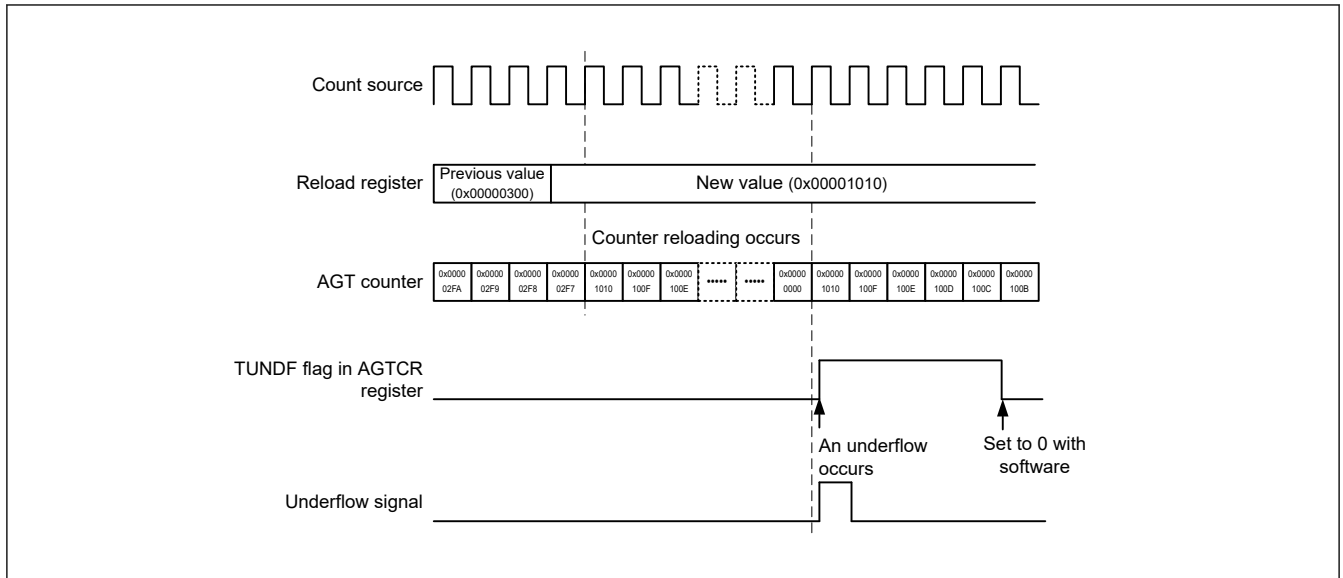 Count source
Reload register
Previous value
(0x00000300)
New value (0x00001010)
Counter reloading occurs
AGT counter
0x0000 0x0000 0x0000 0x0000 0x0000 0x0000 0x0000 ••••• ••••• 0x0000 0x0000 0x0000 0x0000 0x0000 0x0000 0x0000
02FA 02F9 02F8 02F7 1010 100F 100E 0000 1010 100F 100E 100D 100C 100B
TUNDF flag in AGTCR
register
An underflow
occurs
Set to 0 with
software
Underflow signal